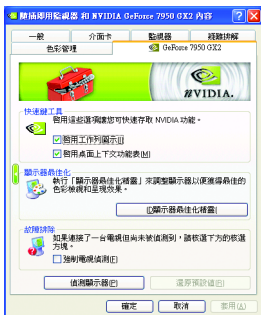 隨插即用監視器 和 NVIDIA GeForce 7950 GX2 內容
一般
介面卡
監視器
疑難排解
色彩管理
GeForce 7950 GX2
NVIDIA.
快速鍵工具
啟用這些選項讓您可快速存取 NVIDIA 功能。
啟用工作列圖示(I)
啟用桌面上下文功能表(M)
顯示器最佳化
執行「顯示器最佳化精靈」來調整顯示器以便獲得最佳的
色彩檢視和呈現效果。
(D顯示器最佳化精靈(
故障排除
如果連接了一台電視但尚未被偵測到，請核選下方的核選
方塊。
強制電視偵測(F)
偵測顯示器(P)
還原預設值(R)
確定
取消
套用(A)